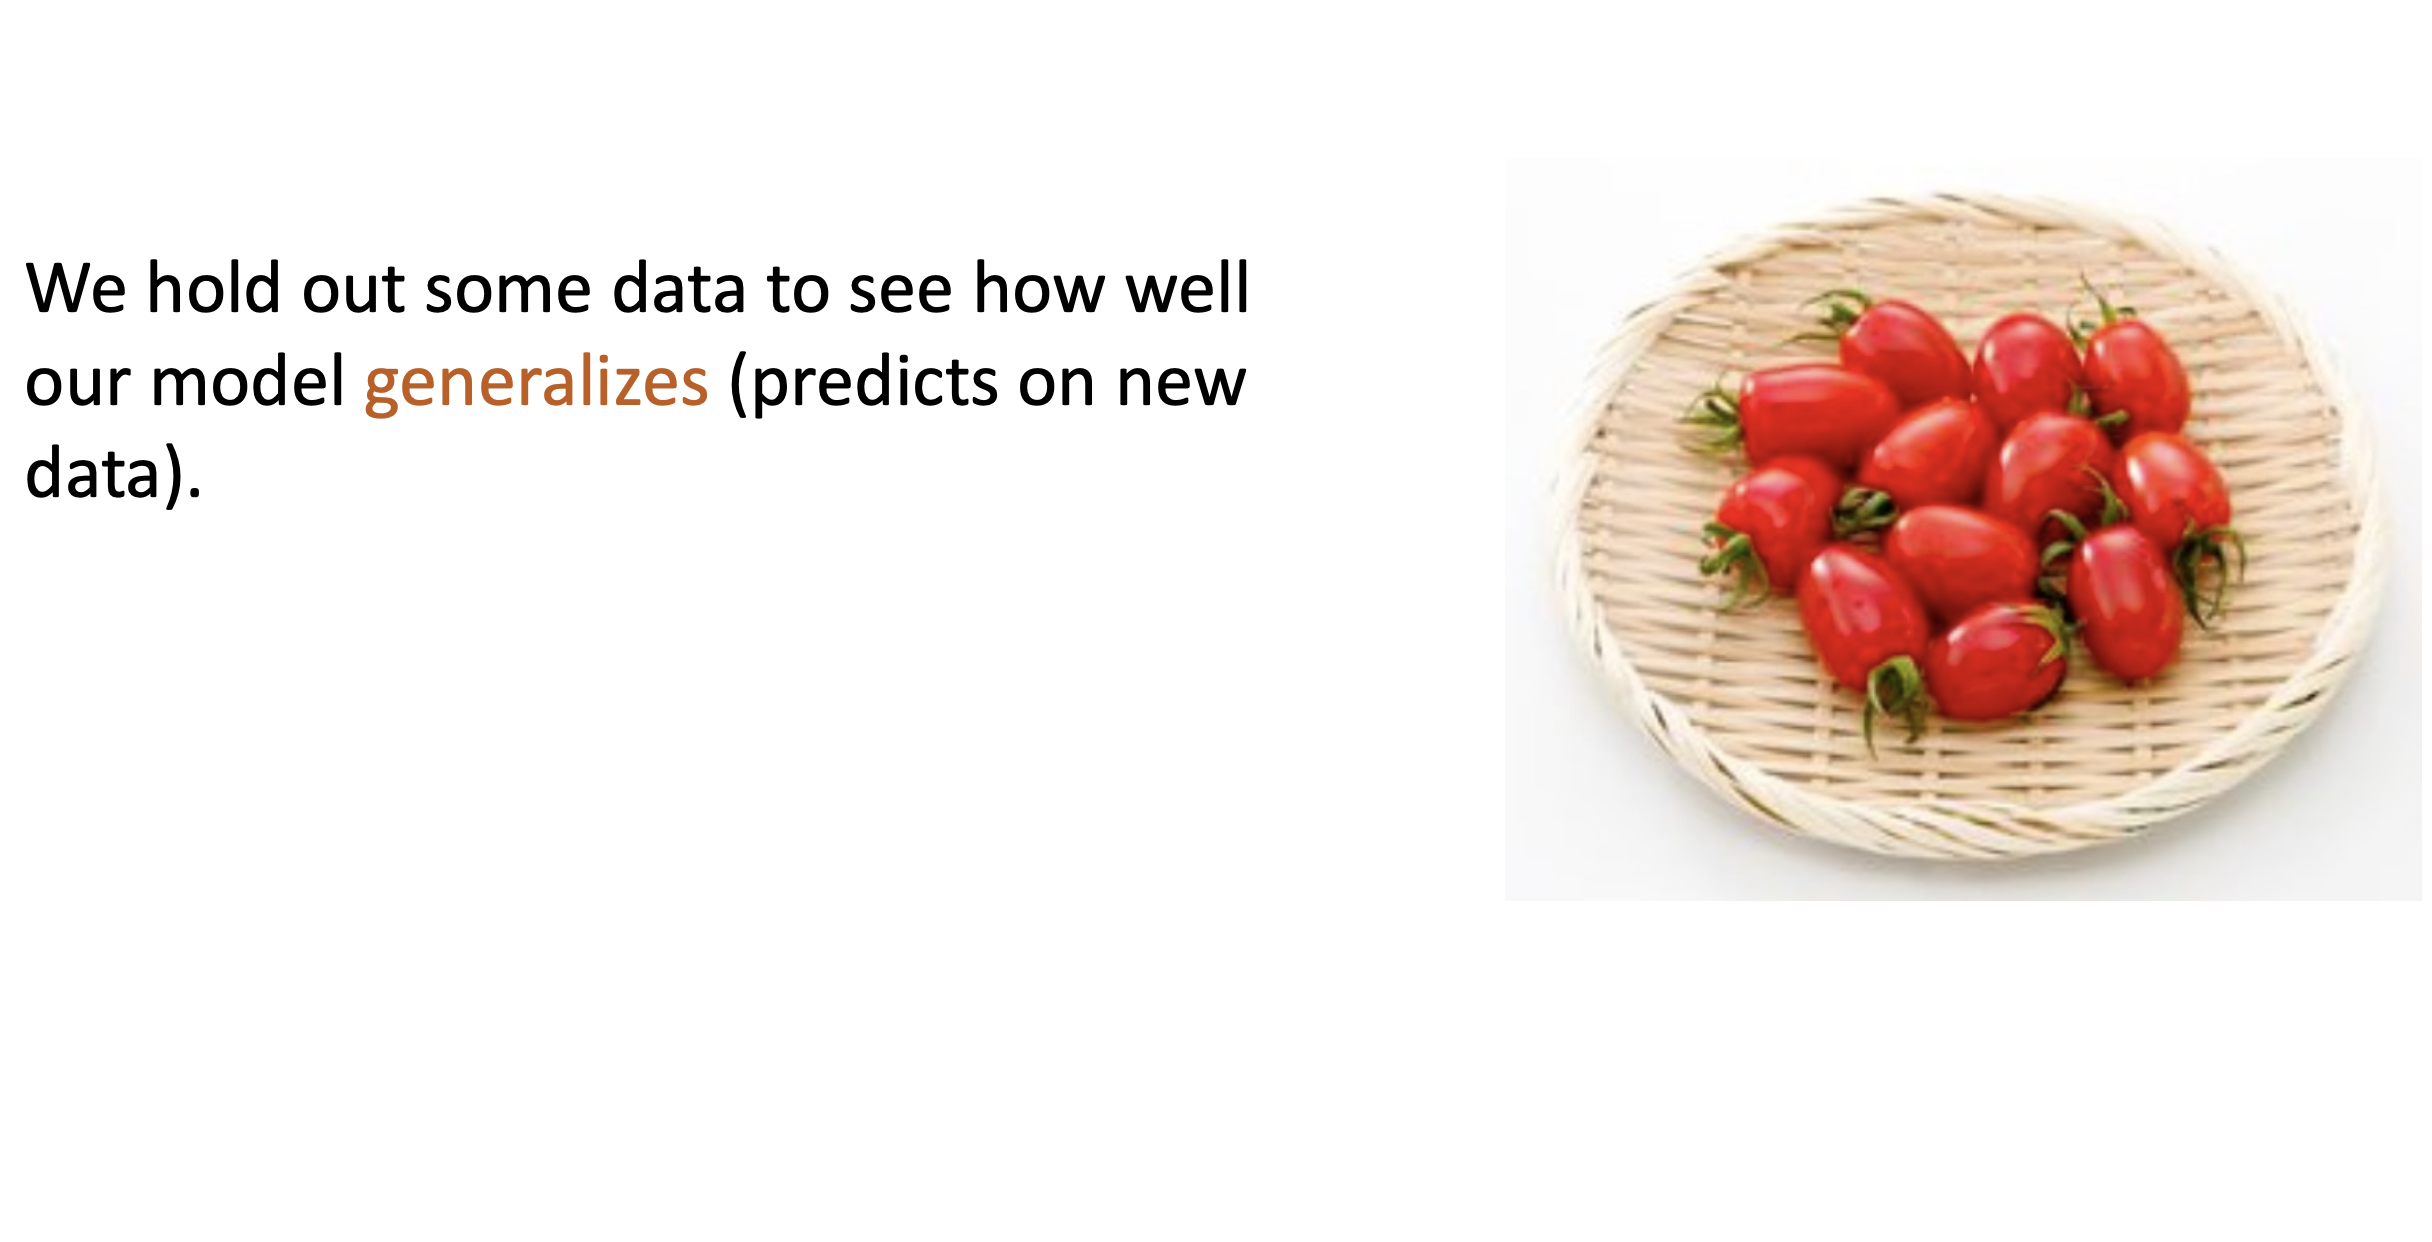 We hold out some data to see how well
our model generalizes (predicts on new
data).